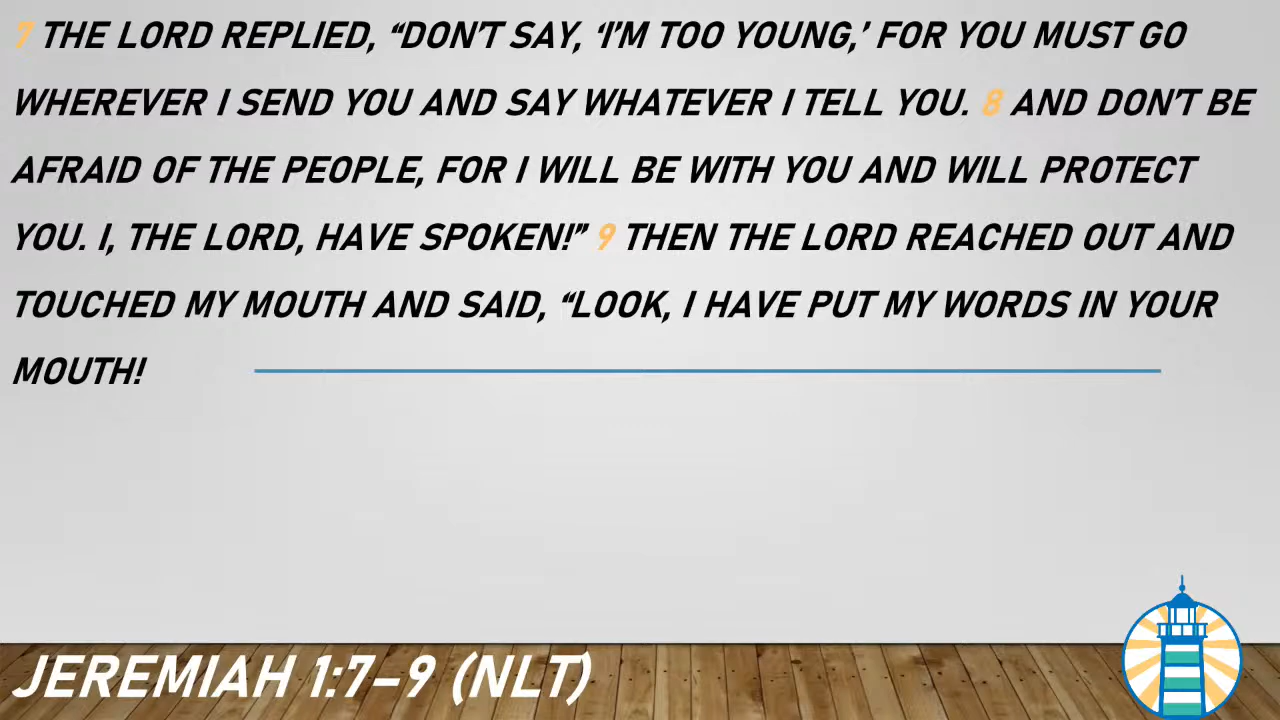 7 THE LORD REPLIED, “DON’T SAY, ‘I’M TOO YOUNG,’ FOR YOU MUST GO
WHEREVER I SEND YOU AND SAY WHATEVER I TELL YOU. 8 AND DON’T BE
AFRAID OF THE PEOPLE, FOR I WILL BE WITH YOU AND WILL PROTECT
YOU. I, THE LORD, HAVE SPOKEN!” 9 THEN THE LORD REACHED OUT AND
TOUCHED MY MOUTH AND SAID, “LOOK, I HAVE PUT MY WORDS IN YOUR
MOUTH!
JEREMIAH 1:7–9 (NLT)